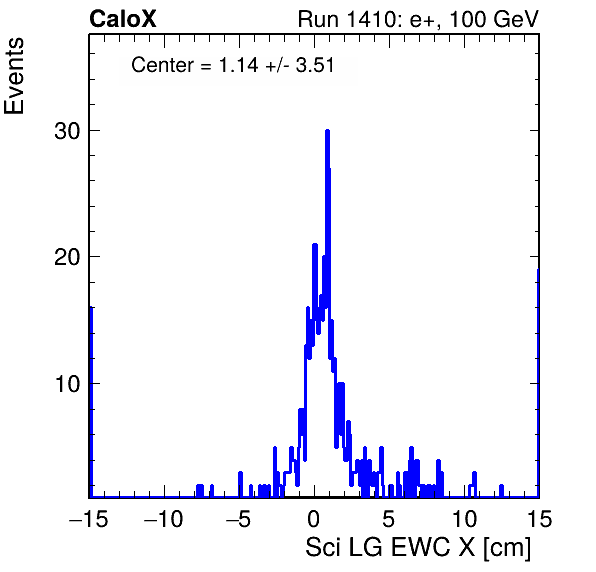 CaloX Run 1410: e+, 100 GeV
Events
Center = 1.14 +/- 3.51
30
20
10
−15 −10 −5 0 5 10 15
Sci LG EWC X [cm]